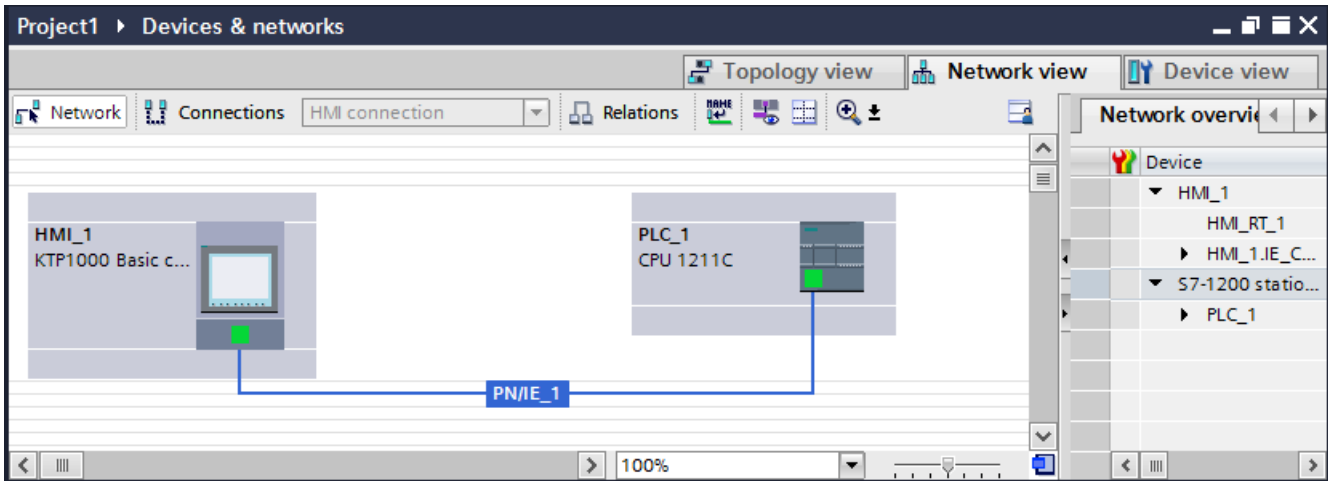 Project1 ▸ Devices & networks
Topology view Network view Device view
Network Connections HMI connection Relations Network overvie
Device
HMI_1
HMI_RT_1
HMI_1.IE_C...
S7-1200 statio...
PLC_1
HMI_1
KTP1000 Basic c...
PLC_1
CPU 1211C
PN/IE_1
100%